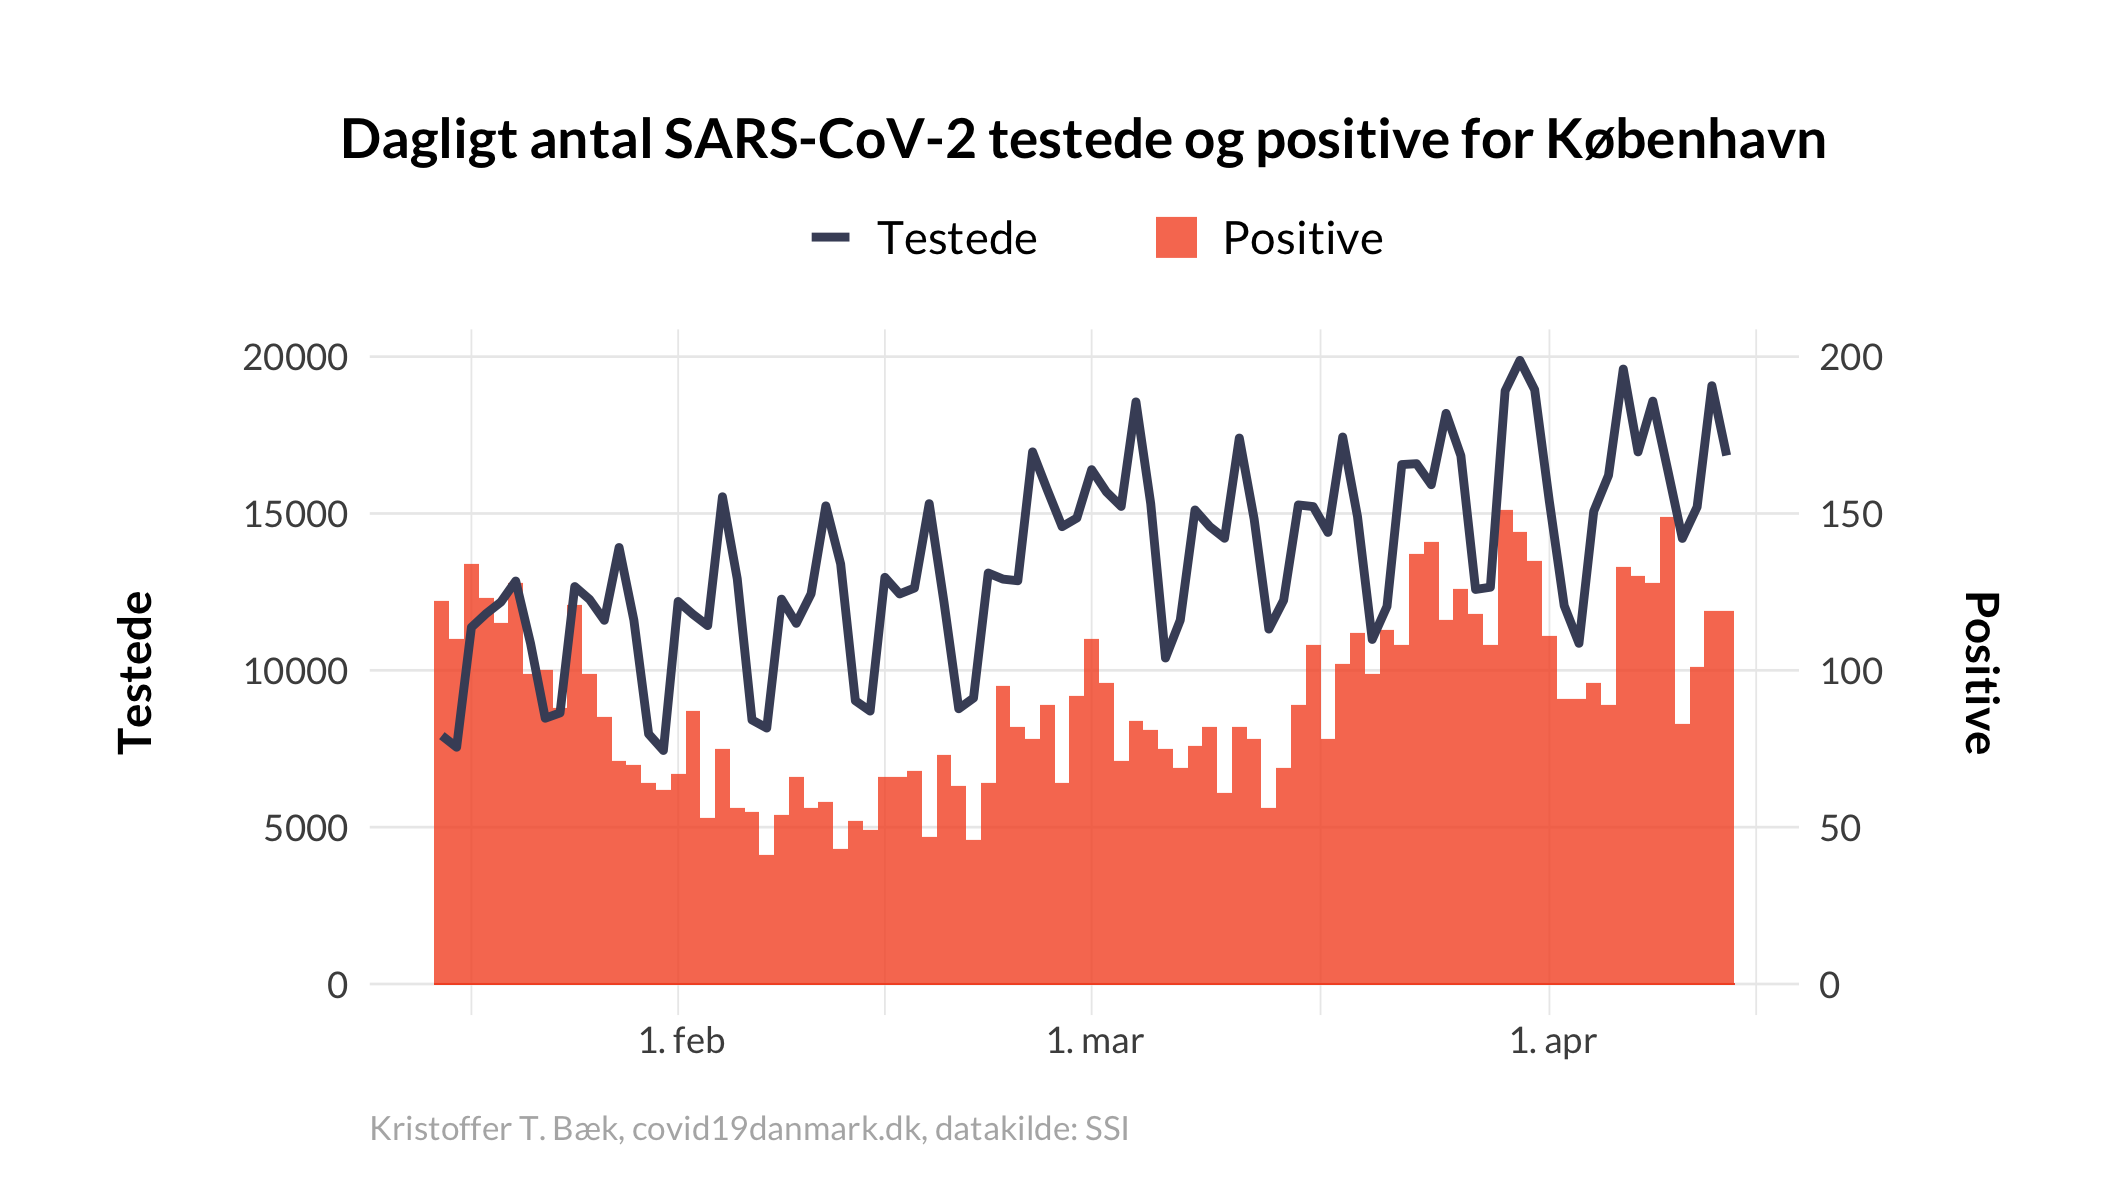 Dagligt antal SARS-CoV-2 testede og positive for København
Testede
Positive
20000
15000
10000
5000
0
Testede
200
150
100
50
0
Positive
1. feb
1. mar
1. apr
Kristoffer T. Bæk, covid19danmark.dk, datakilde: SSI